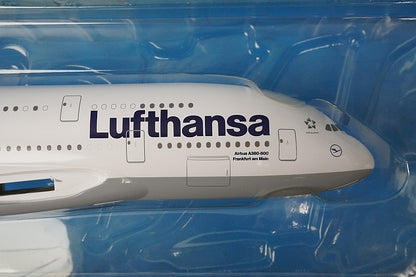 Lufthansa
Airbus A380-800
Frankfurt am Main